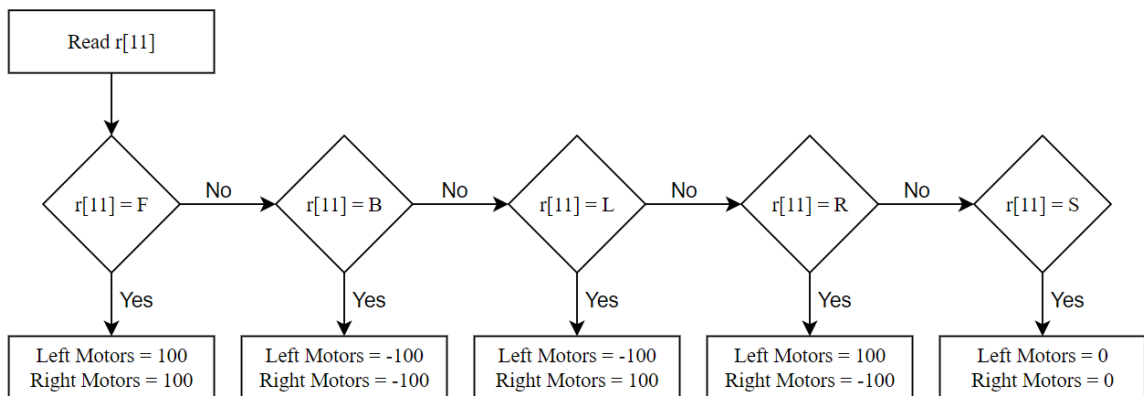 Read r[11]
r[11] = F
No
r[11] = B
No
r[11] = L
No
r[11] = R
No
r[11] = S
Yes
Yes
Yes
Yes
Yes
Left Motors = 100
Right Motors = 100
Left Motors = -100
Right Motors = -100
Left Motors = -100
Right Motors = 100
Left Motors = 100
Right Motors = -100
Left Motors = 0
Right Motors = 0